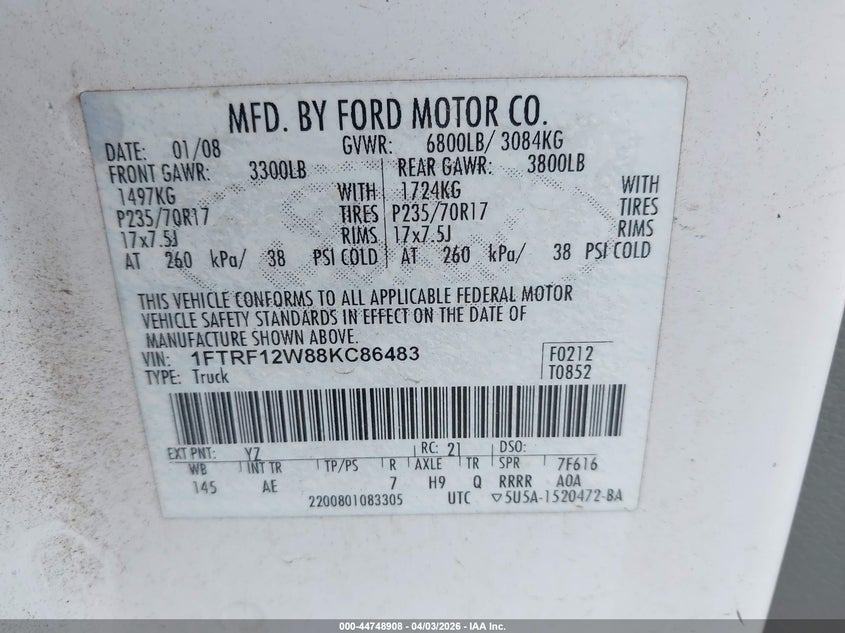 MFD. BY FORD MOTOR CO.
DATE: 01/08 GVWR: 6800LB/ 3084KG
FRONT GAWR: 3300LB REAR GAWR: 3800LB
1497KG WITH 1724KG WITH
P235/70R17 TIRES P235/70R17 TIRES
17x7.5J RIMS 17x7.5J RIMS
AT 260 kPa/ 38 PSI COLD AT 260 kPa/ 38 PSI COLD
THIS VEHICLE CONFORMS TO ALL APPLICABLE FEDERAL MOTOR
VEHICLE SAFETY STANDARDS IN EFFECT ON THE DATE OF
MANUFACTURE SHOWN ABOVE.
VIN: 1FTRF12W88KC86483 F0212
TYPE: Truck T0852
EXT PNT: YZ RC: 21 DSO:
WB INT TR TP/PS R AXLE TR SPR 7F616
145 AE 7 H9 Q RRRR A0A
2200801083305 UTC ▽5U5A-1520472-BA
000-44748908 - 04/03/2026 - IAA Inc.